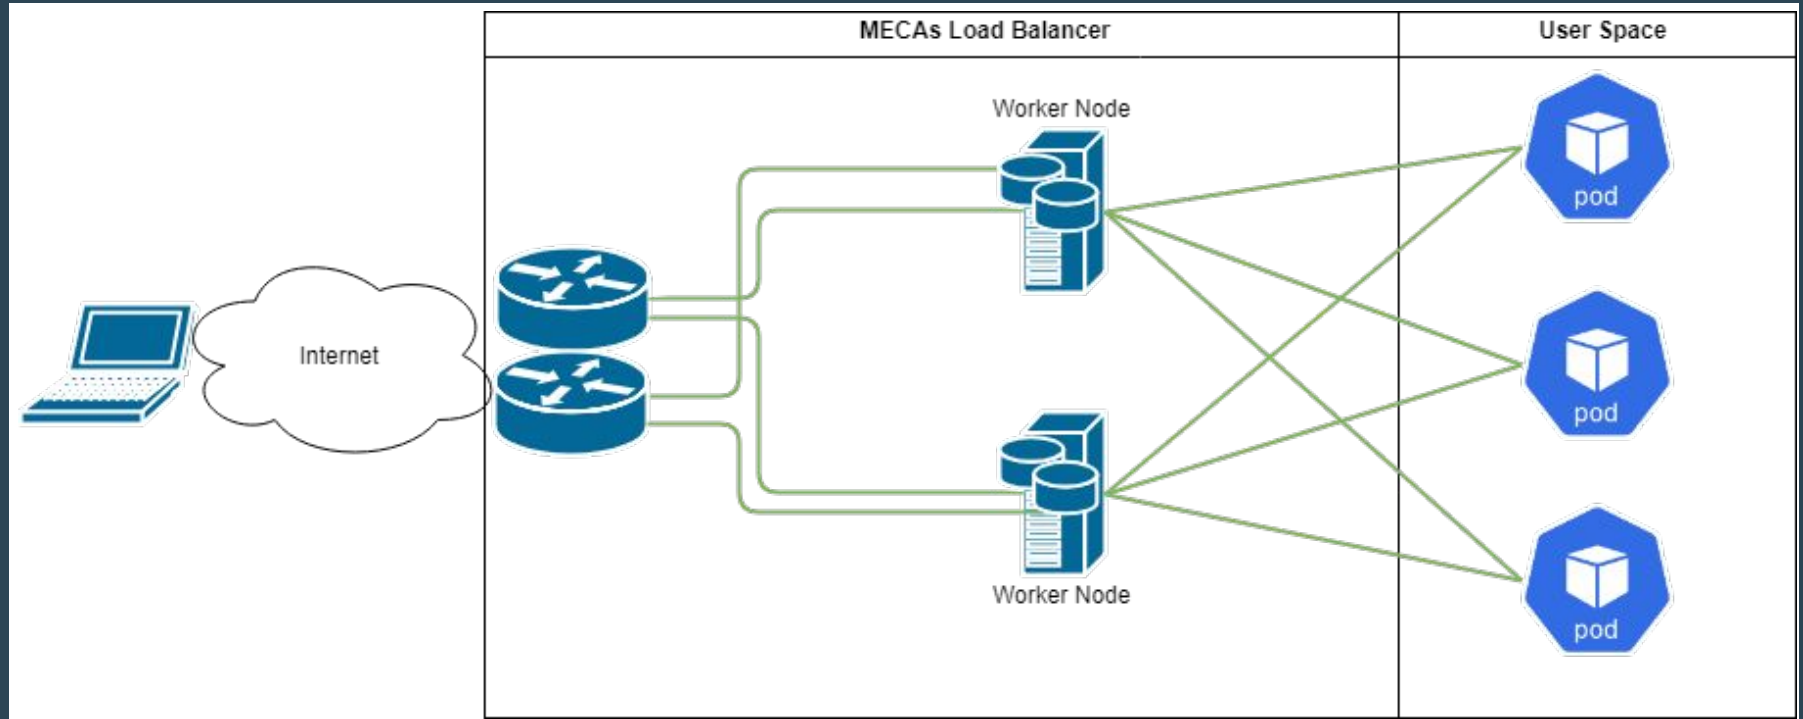 MECAs Load Balancer
User Space
Worker Node
pod
Internet
pod
Worker Node
pod